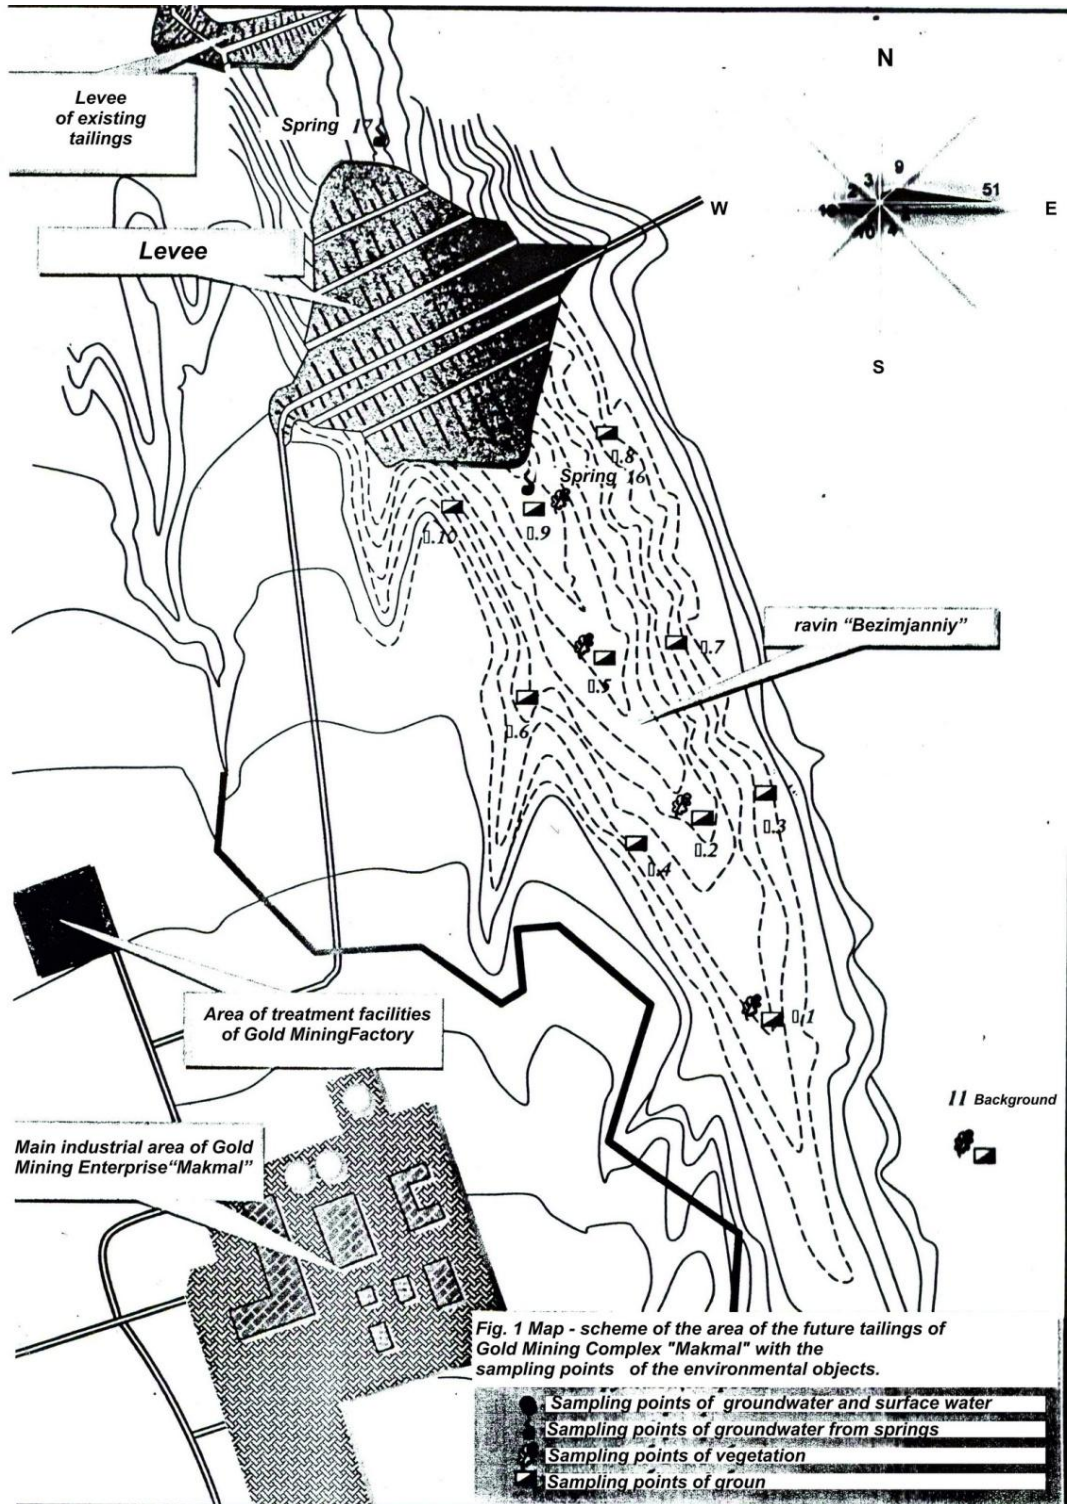 N
Levee
of existing
tailings
Spring 17
3
9
2
51
W
E
Levee
S
▯.8
Spring 16
▯.10
▯.9
ravin “Bezimjanniy”
▯.7
▯.5
▯.6
▯.3
▯.2
▯.4
Area of treatment facilities
of Gold MiningFactory
▯.1
11 Background
Main industrial area of Gold
Mining Enterprise“Makmal”
Fig. 1 Map - scheme of the area of the future tailings of
Gold Mining Complex "Makmal" with the
sampling points of the environmental objects.
Sampling points of groundwater and surface water
Sampling points of groundwater from springs
Sampling points of vegetation
Sampling points of groun